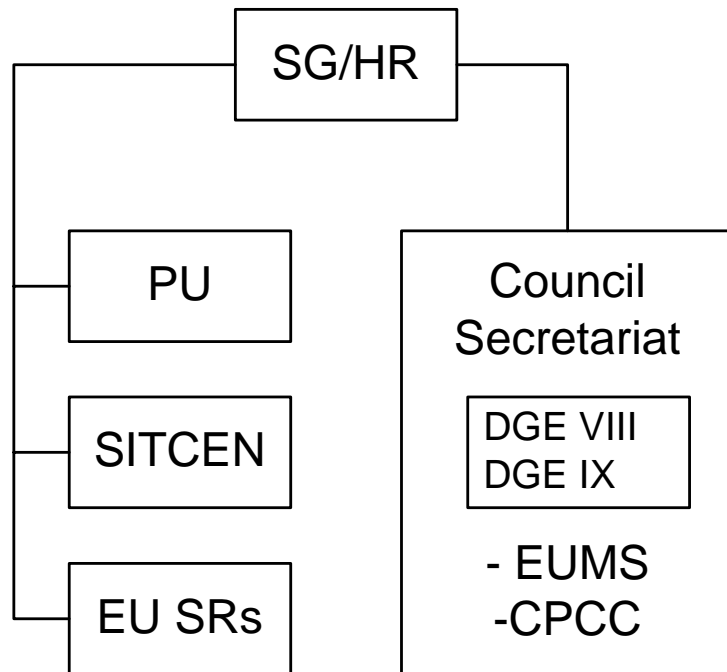 SG/HR
PU
SITCEN
EU SRs
Council
Secretariat
DGE VIII
DGE IX
- EUMS
-CPCC